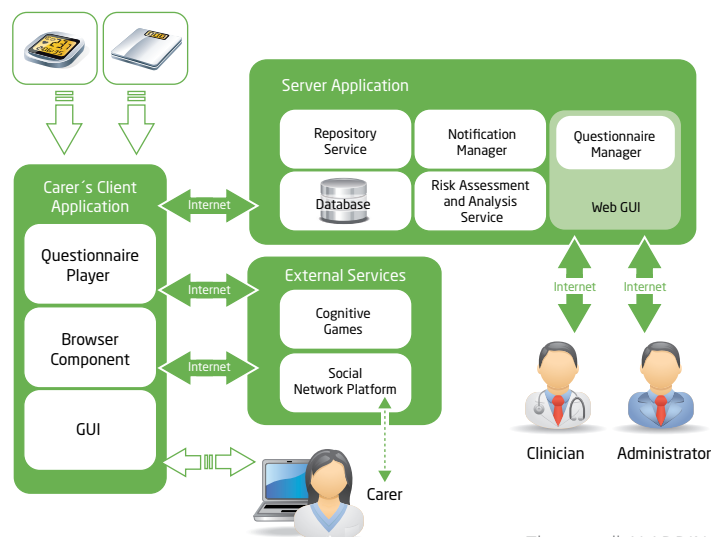 Server Application
Repository
Service
Notification
Manager
Questionnaire
Manager
Database
Risk Assessment
and Analysis
Service
Web GUI
Carer´s Client
Application
Internet
Questionnaire
Player
Internet
Browser
Component
Internet
GUI
External Services
Cognitive
Games
Social
Network Platform
Internet
Internet
Carer
Clinician
Administrator